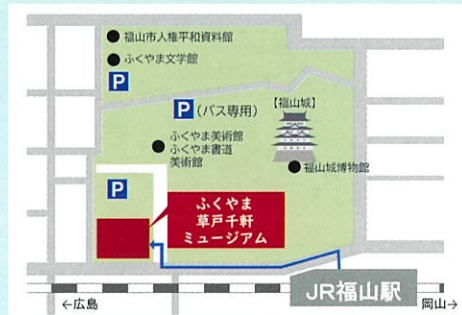 福山市人権平和資料館
ふくやま文学館
P
P (バス専用)
【福山城】
ふくやま美術館
ふくやま書道
美術館
福山城博物館
P
ふくやま
草戸千軒
ミュージアム
JR福山駅
←広島
岡山→